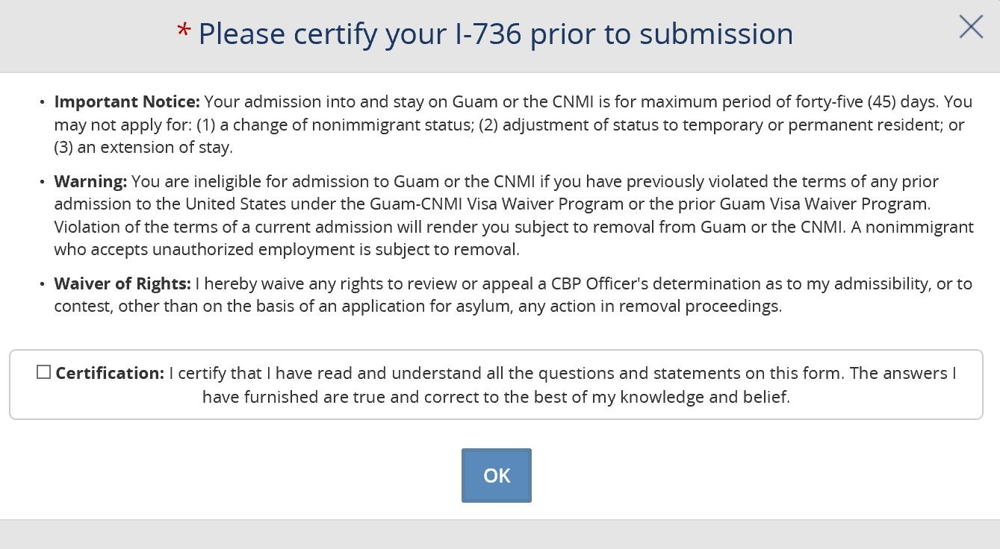 * Please certify your I-736 prior to submission
• Important Notice: Your admission into and stay on Guam or the CNMI is for maximum period of forty-five (45) days. You
may not apply for: (1) a change of nonimmigrant status; (2) adjustment of status to temporary or permanent resident; or
(3) an extension of stay.
• Warning: You are ineligible for admission to Guam or the CNMI if you have previously violated the terms of any prior
admission to the United States under the Guam-CNMI Visa Waiver Program or the prior Guam Visa Waiver Program.
Violation of the terms of a current admission will render you subject to removal from Guam or the CNMI. A nonimmigrant
who accepts unauthorized employment is subject to removal.
• Waiver of Rights: I hereby waive any rights to review or appeal a CBP Officer's determination as to my admissibility, or to
contest, other than on the basis of an application for asylum, any action in removal proceedings.
Certification: I certify that I have read and understand all the questions and statements on this form. The answers I
have furnished are true and correct to the best of my knowledge and belief.
OK